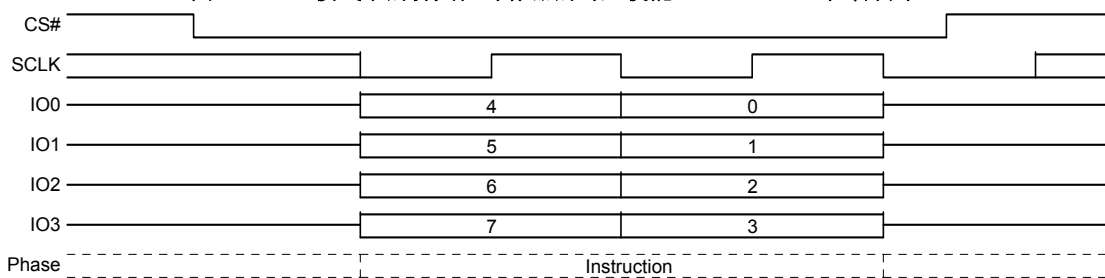 CS#
SCLK
IO0 4 0
IO1 5 1
IO2 6 2
IO3 7 3
Phase Instruction